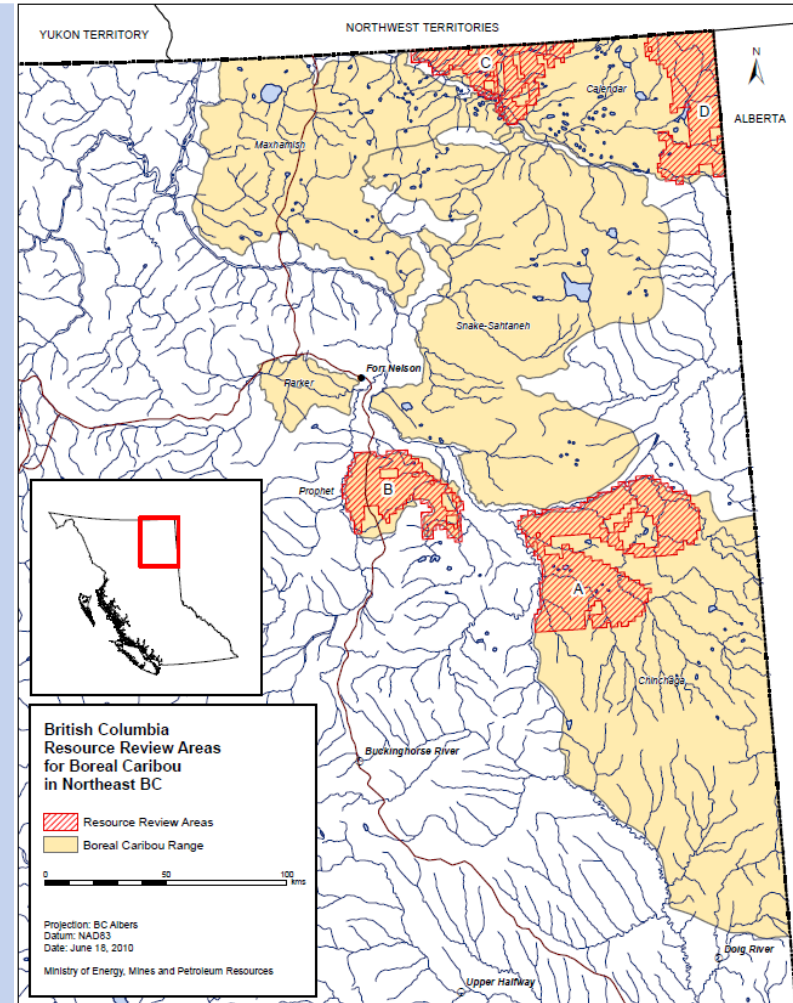 YUKON TERRITORY
NORTHWEST TERRITORIES
N
ALBERTA
C
Calendar
D
Maxhamish
Snake-Sahtaneh
Fort Nelson
Parker
Prophet
B
A
Chinchaga
Buckinghorse River
Doig River
Upper Halfway
British Columbia
Resource Review Areas
for Boreal Caribou
in Northeast BC
Resource Review Areas
Boreal Caribou Range
0 50 100
kms
Projection: BC Albers
Datum: NAD83
Date: June 18, 2010
Ministry of Energy, Mines and Petroleum Resources